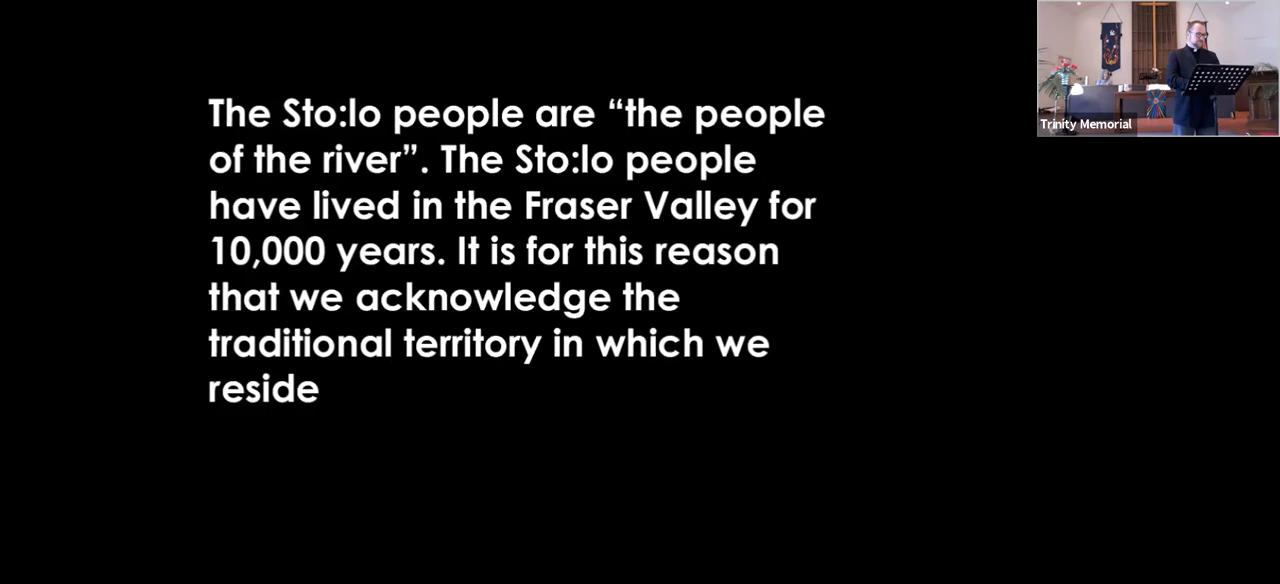 The Sto:lo people are “the people
of the river”. The Sto:lo people
have lived in the Fraser Valley for
10,000 years. It is for this reason
that we acknowledge the
traditional territory in which we
reside
Trinity Memorial